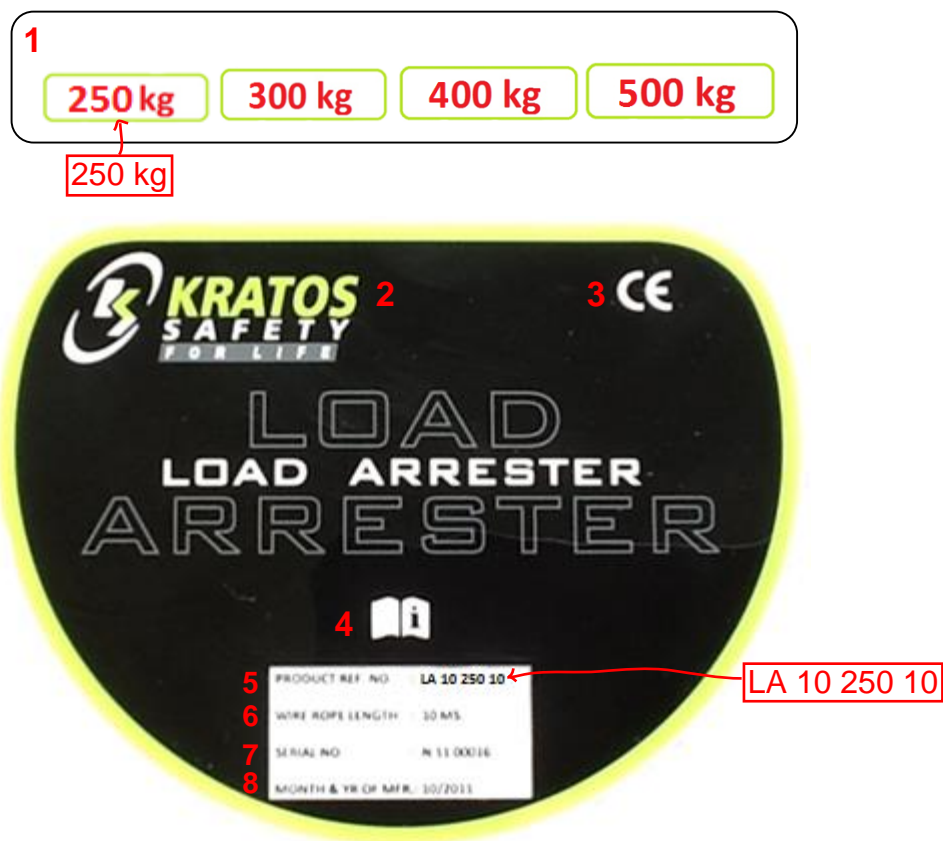 1
250 kg 300 kg 400 kg 500 kg
250 kg
KRATOS 2 3 CE
SAFETY
FOR LIFE
LOAD
LOAD ARRESTER
ARRESTER
4 i
5 PRODUCT REF. NO : LA 10 250 10 LA 10 250 10
6 WIRE ROPE LENGTH : 10 MS
7 SERIAL NO : N 11 00016
8 MONTH & YR OF MFR. : 10/2011